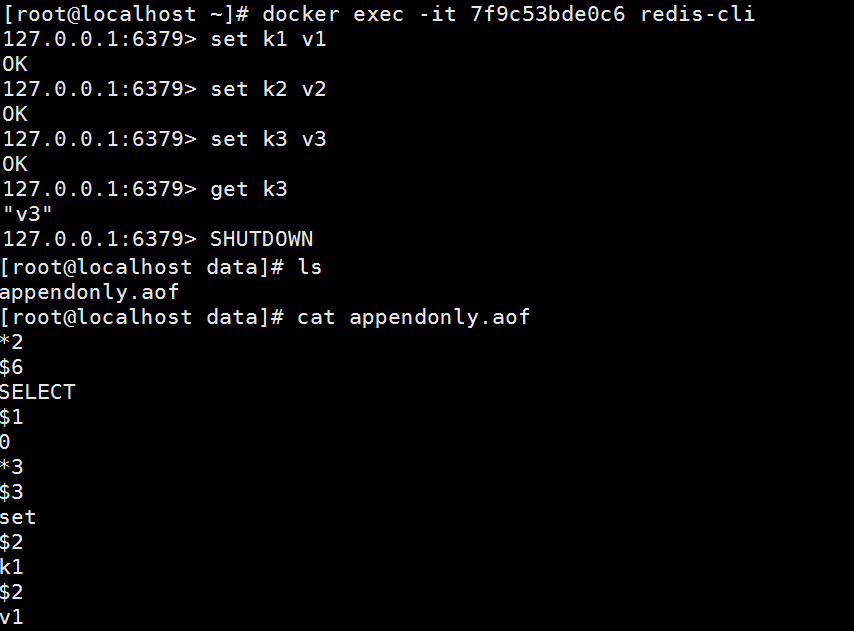 [root@localhost ~]# docker exec -it 7f9c53bde0c6 redis-cli
127.0.0.1:6379> set k1 v1
OK
127.0.0.1:6379> set k2 v2
OK
127.0.0.1:6379> set k3 v3
OK
127.0.0.1:6379> get k3
"v3"
127.0.0.1:6379> SHUTDOWN
[root@localhost data]# ls
appendonly.aof
[root@localhost data]# cat appendonly.aof
*2
$6
SELECT
$1
0
*3
$3
set
$2
k1
$2
v1